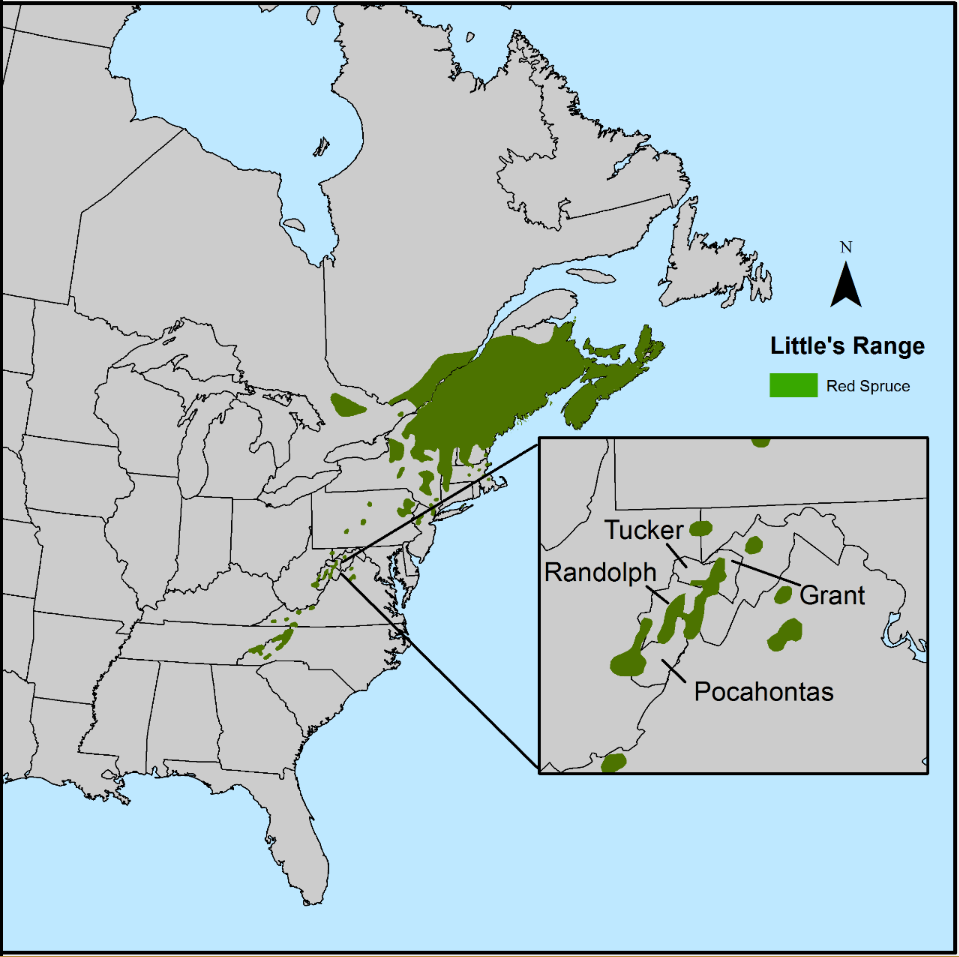 N
Little's Range
Red Spruce
Tucker
Randolph
Grant
Pocahontas